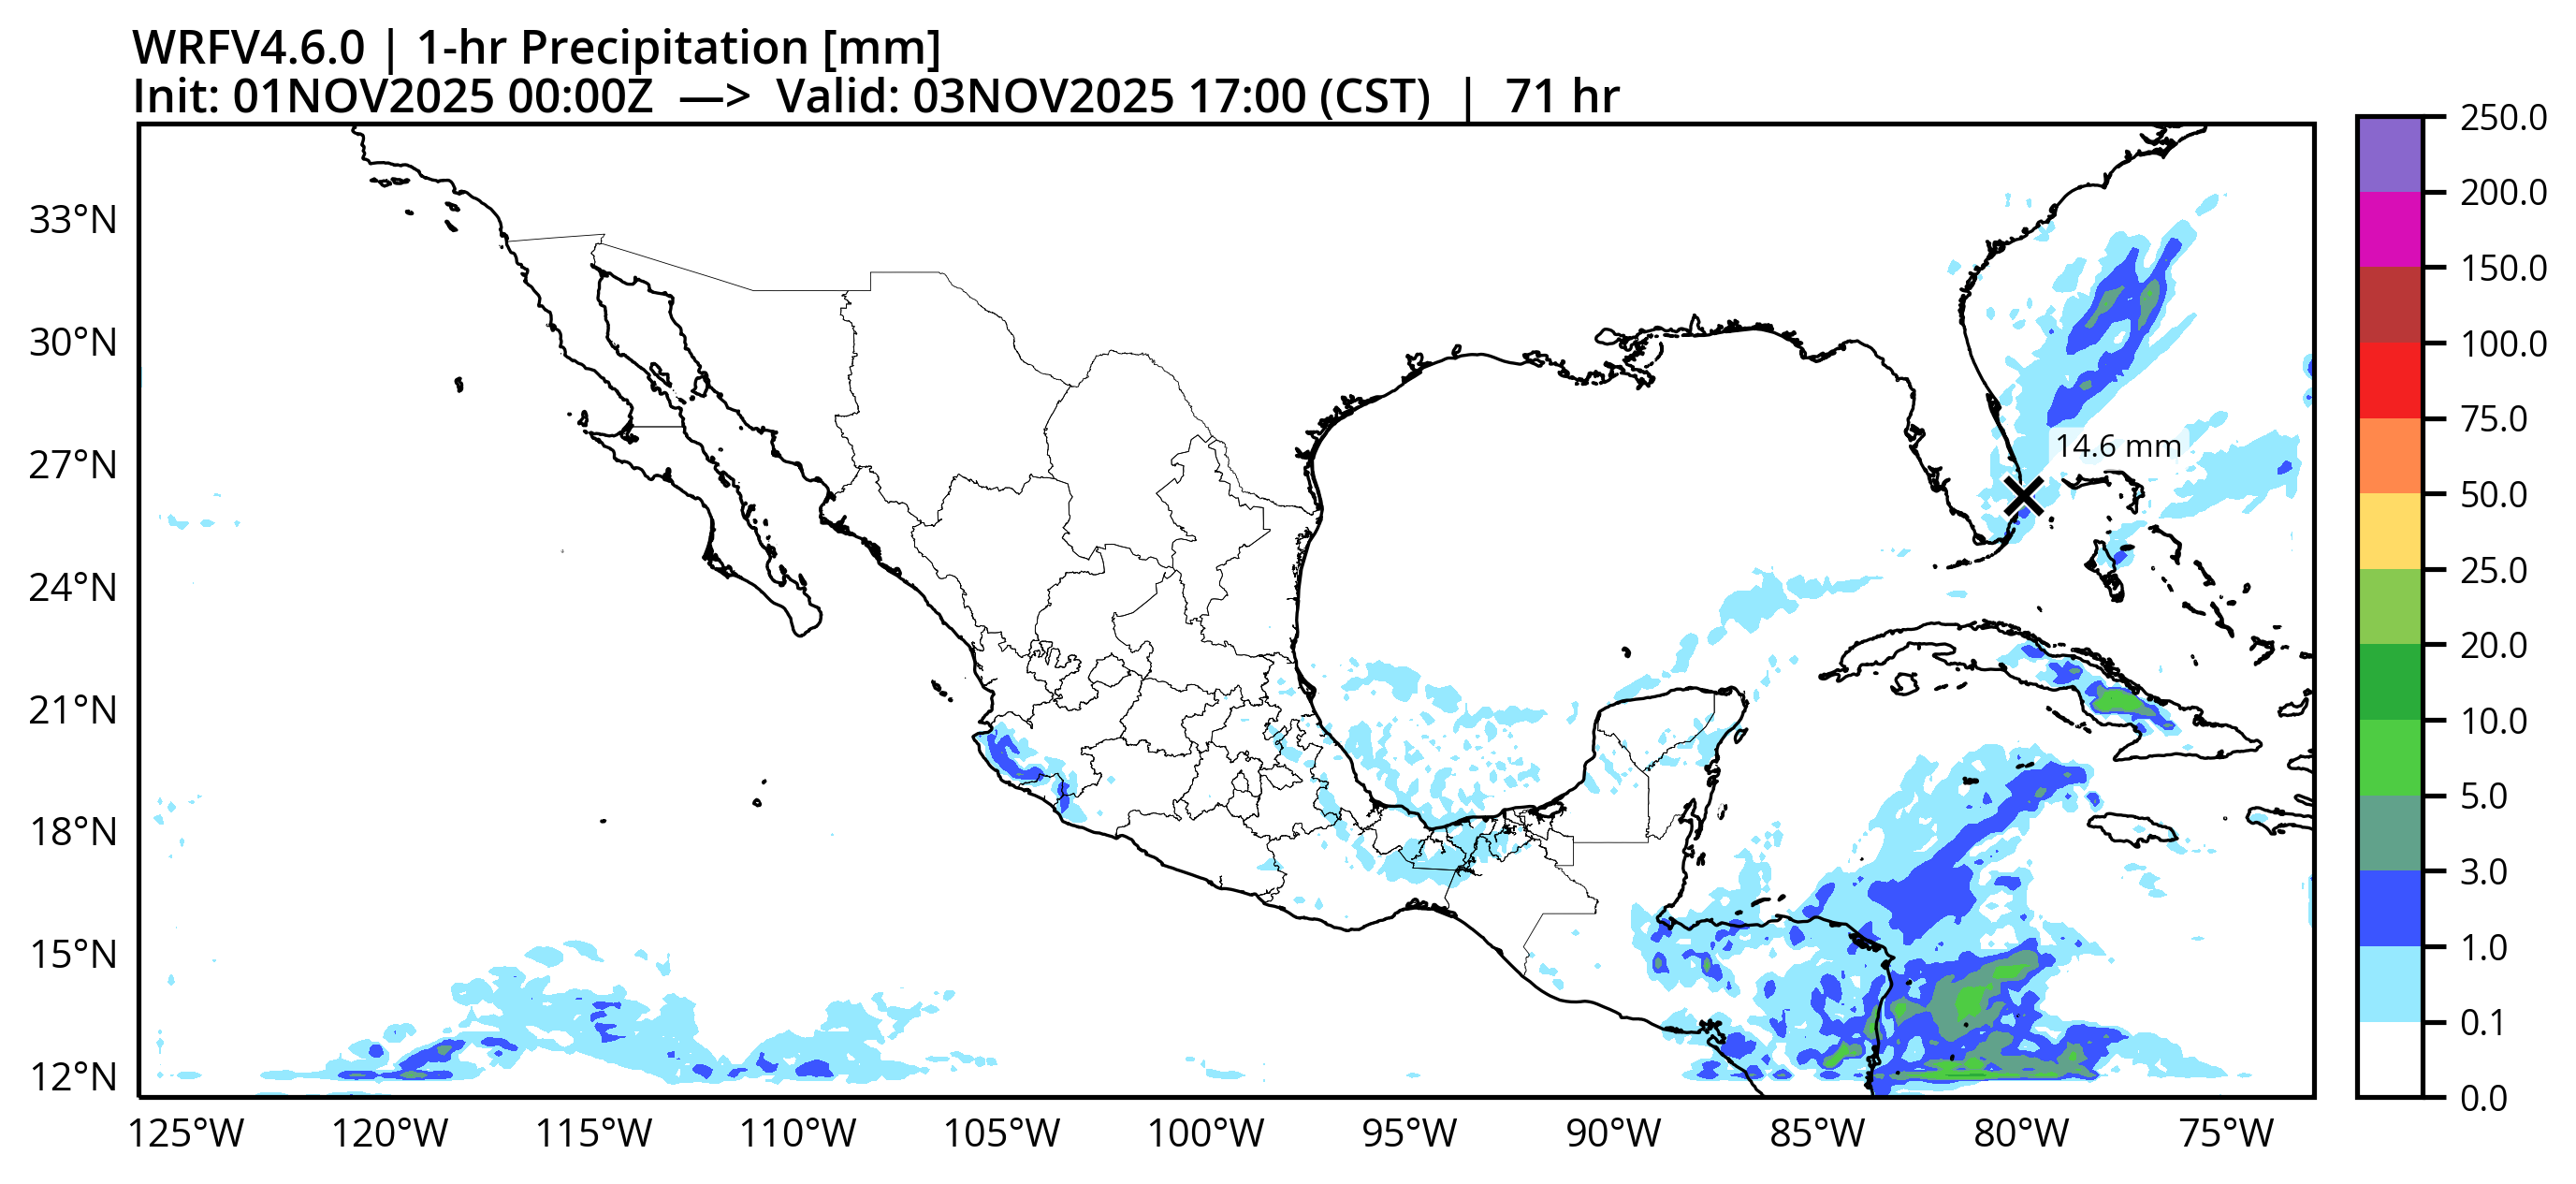 WRFV4.6.0 | 1-hr Precipitation [mm]
Init: 01NOV2025 00:00Z —> Valid: 03NOV2025 17:00 (CST) | 71 hr
33°N
30°N
27°N
24°N
21°N
18°N
15°N
12°N
14.6 mm
125°W 120°W 115°W 110°W 105°W 100°W 95°W 90°W 85°W 80°W 75°W
250.0
200.0
150.0
100.0
75.0
50.0
25.0
20.0
10.0
5.0
3.0
1.0
0.1
0.0